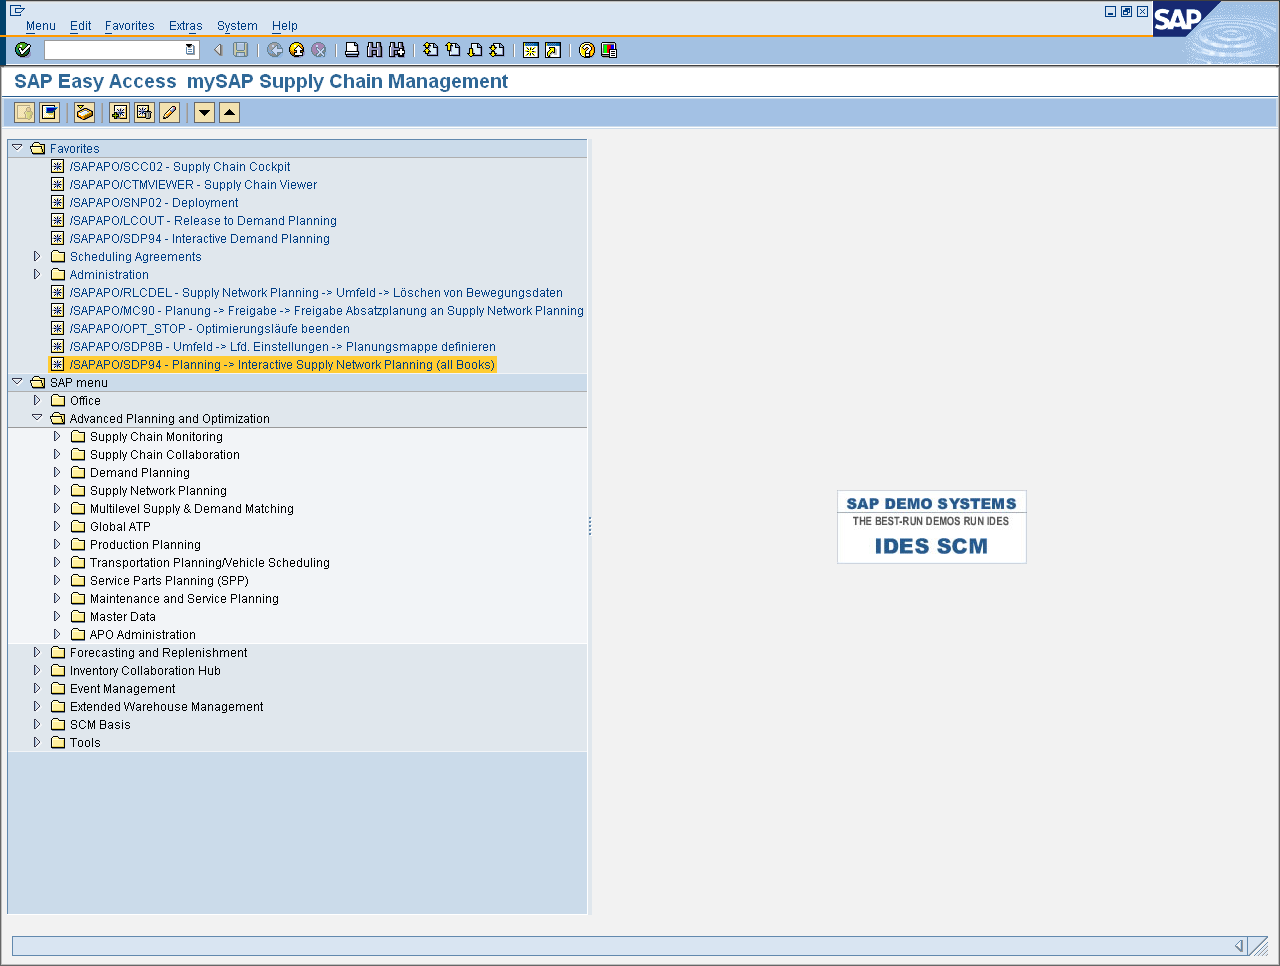 Menu Edit Favorites Extras System Help
SAP
SAP Easy Access mySAP Supply Chain Management
Favorites
/SAPAPO/SCC02 - Supply Chain Cockpit
/SAPAPO/CTMVIEWER - Supply Chain Viewer
/SAPAPO/SNP02 - Deployment
/SAPAPO/LCOUT - Release to Demand Planning
/SAPAPO/SDP94 - Interactive Demand Planning
Scheduling Agreements
Administration
/SAPAPO/RLCDEL - Supply Network Planning -> Umfeld -> Löschen von Bewegungsdaten
/SAPAPO/MC90 - Planung -> Freigabe -> Freigabe Absatzplanung an Supply Network Planning
/SAPAPO/OPT_STOP - Optimierungsläufe beenden
/SAPAPO/SDP8B - Umfeld -> Lfd. Einstellungen -> Planungsmappe definieren
/SAPAPO/SDP94 - Planning -> Interactive Supply Network Planning (all Books)
SAP menu
Office
Advanced Planning and Optimization
Supply Chain Monitoring
Supply Chain Collaboration
Demand Planning
Supply Network Planning
Multilevel Supply & Demand Matching
Global ATP
Production Planning
Transportation Planning/Vehicle Scheduling
Service Parts Planning (SPP)
Maintenance and Service Planning
Master Data
APO Administration
Forecasting and Replenishment
Inventory Collaboration Hub
Event Management
Extended Warehouse Management
SCM Basis
Tools
SAP DEMO SYSTEMS
THE BEST-RUN DEMOS RUN IDES
IDES SCM